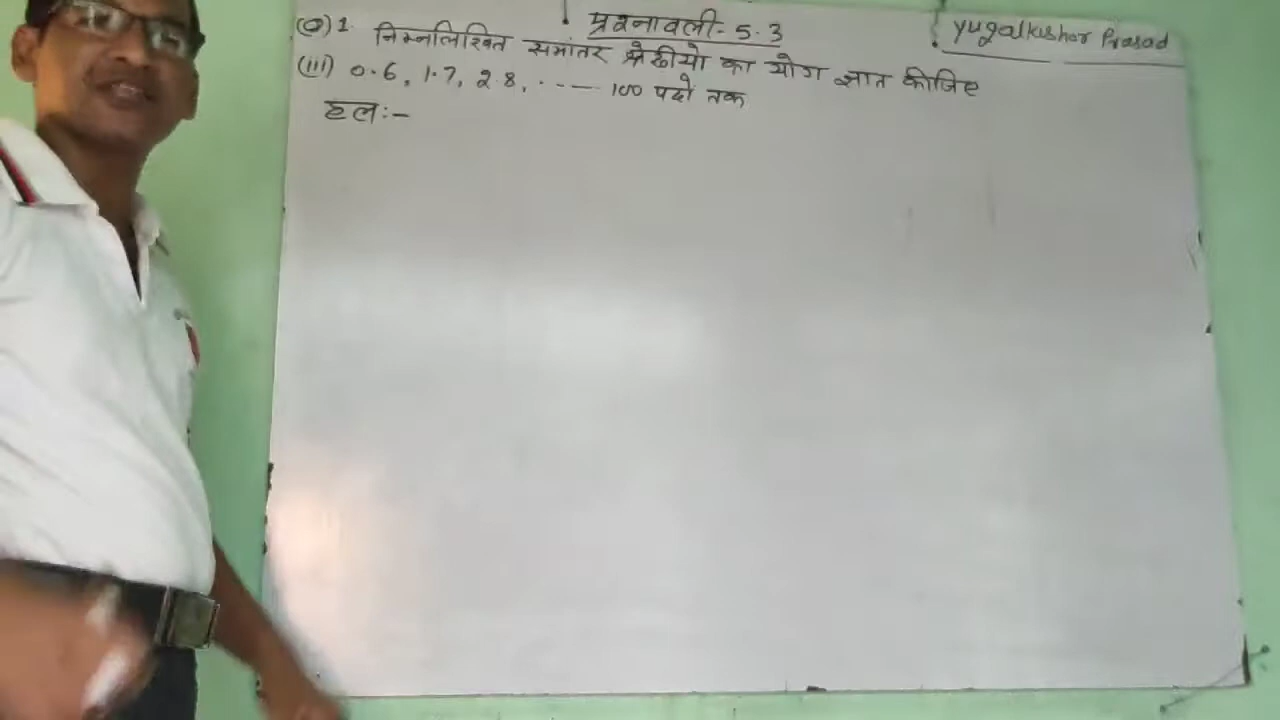 प्रश्नावली - 5.3
yugalkishor Prasad
(Q) 1. निम्नलिखित समांतर श्रेढीयो का योग ज्ञात कीजिए
(iii) 0.6, 1.7, 2.8, ..--- 100 पदो तक
हल:-